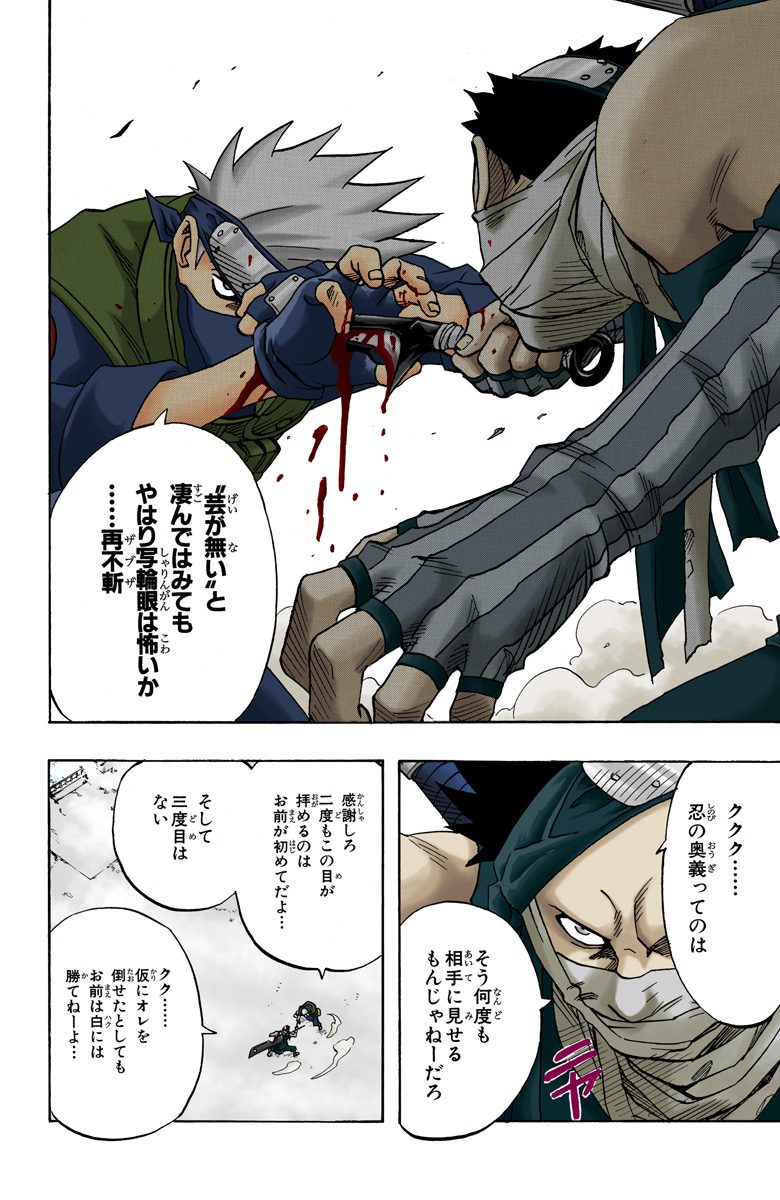 〝芸が無い〟と
凄んではみても
やはり写輪眼は怖いか
……再不斬
ククク……
忍の奥義ってのは
そう何度も
相手に見せる
もんじゃねーだろ
ニヤ
感謝しろ
二度もこの目が
拝めるのは
お前が初めてだよ…
そして
三度目は
ない
クク……
仮にオレを
倒せたとしても
お前は白には
勝てねーよ…